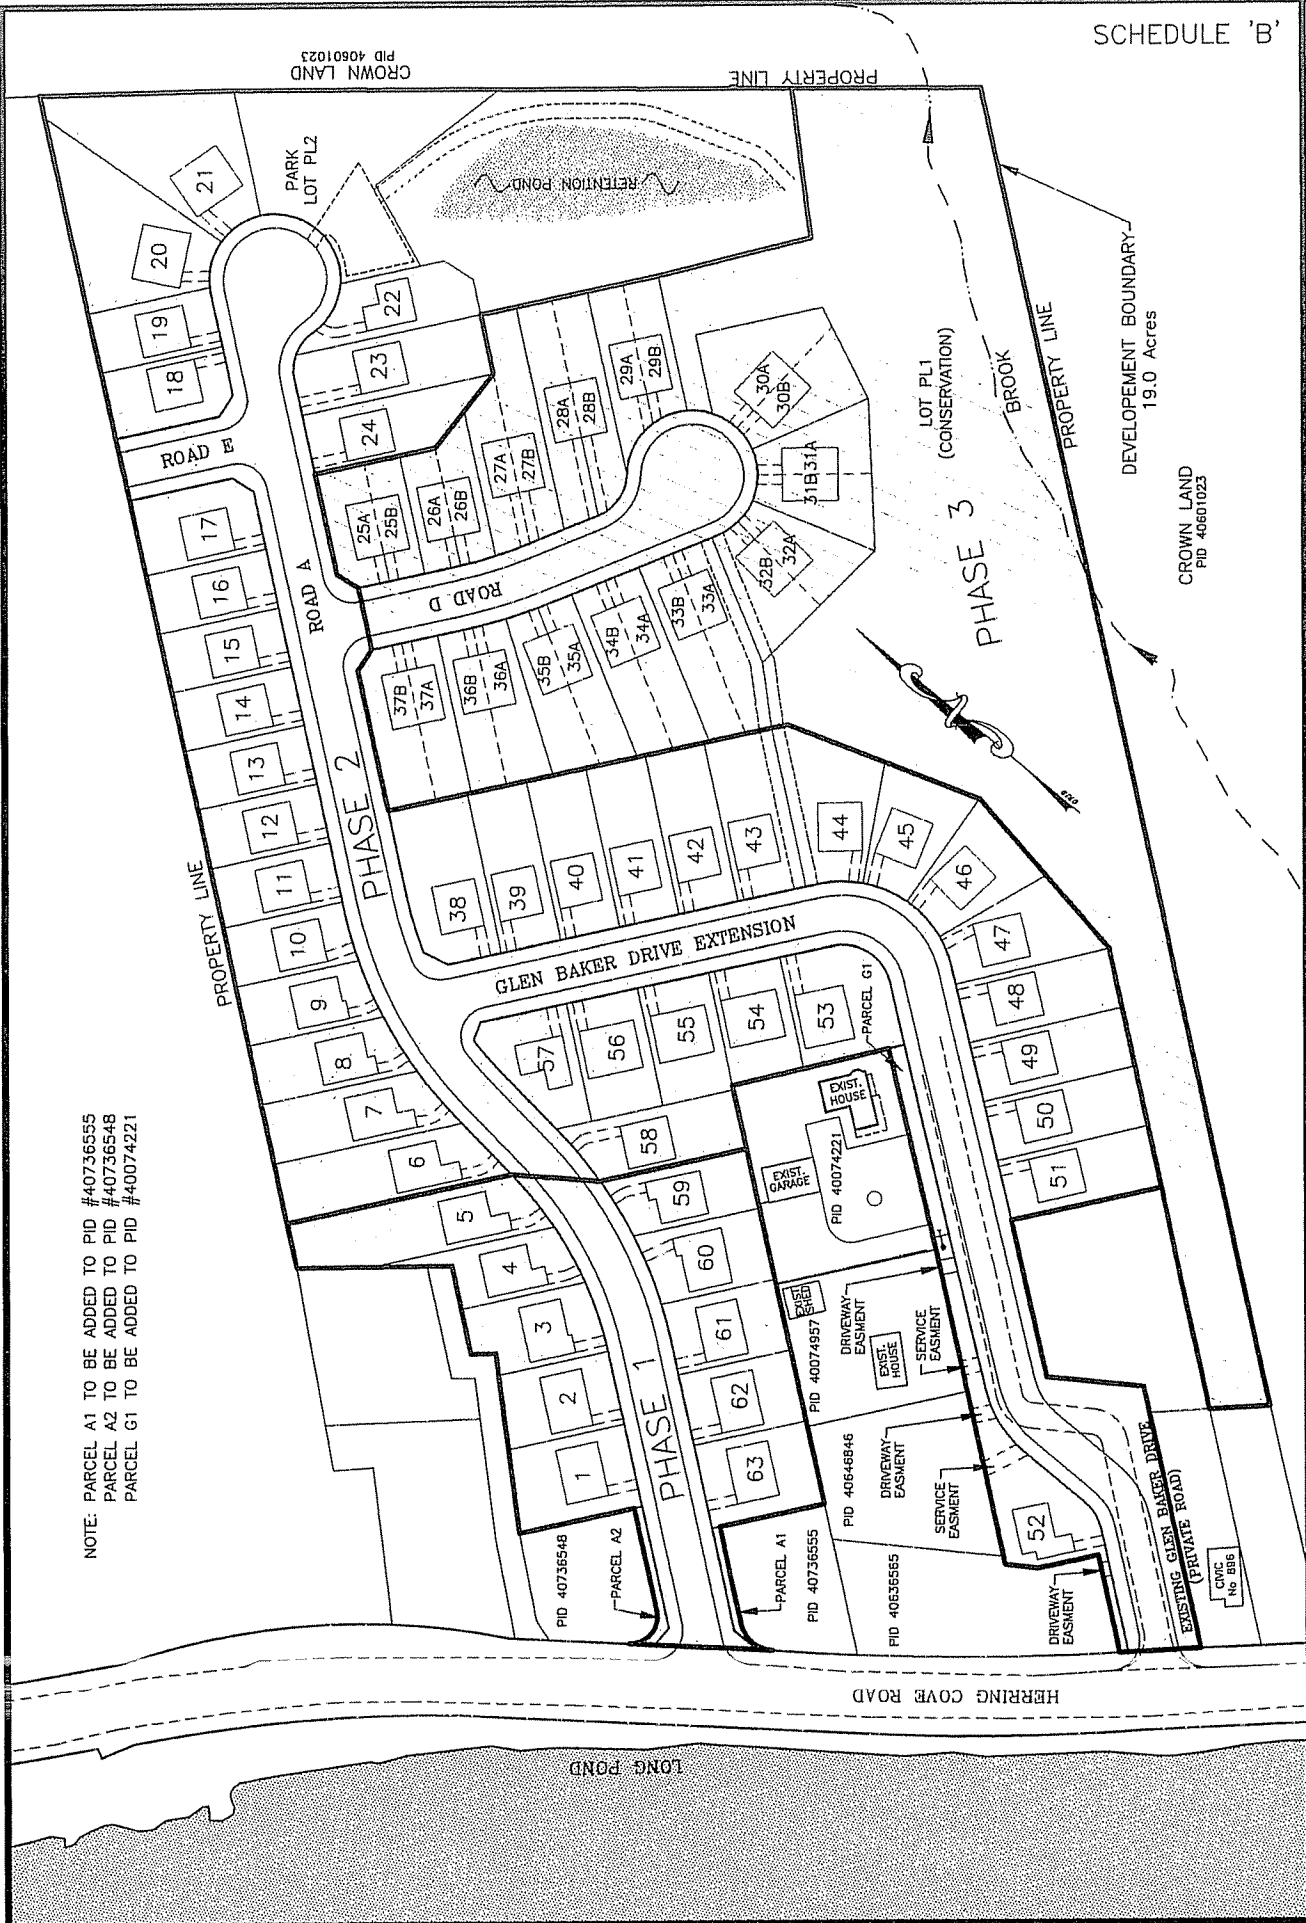 SCHEDULE 'B'
CROWN LAND
PID 40601023
PROPERTY LINE
PARK
LOT PL2
RETENTION POND
21
20
19
18
22
23
24
ROAD E
ROAD A
17
16
15
14
13
12
11
10
9
8
7
6
5
4
3
2
1
25A
25B
26A
26B
27A
27B
28A
28B
29A
29B
30A
30B
31B 31A
32B
32A
33B
33A
34B
34A
35B
35A
36B
36A
37B
37A
ROAD D
LOT PL1
(CONSERVATION)
BROOK
PROPERTY LINE
DEVELOPEMENT BOUNDARY
19.0 Acres
CROWN LAND
PID 40601023
PHASE 3
PHASE 2
PROPERTY LINE
38
39
40
41
42
43
44
45
46
47
48
49
50
51
GLEN BAKER DRIVE EXTENSION
57
56
55
54
53
58
59
60
61
62
63
PARCEL G1
EXIST.
HOUSE
EXIST.
GARAGE
PID 40074221
EXIST
SHED
PID 40074957
DRIVEWAY
EASMENT
EXIST.
HOUSE
SERVICE
EASMENT
PID 40646846
DRIVEWAY
EASMENT
SERVICE
EASMENT
52
PHASE 1
NOTE: PARCEL A1 TO BE ADDED TO PID #40736555
PARCEL A2 TO BE ADDED TO PID #40736548
PARCEL G1 TO BE ADDED TO PID #40074221
PID 40736548
PARCEL A2
PARCEL A1
PID 40736555
PID 40636565
DRIVEWAY
EASMENT
EXISTING GLEN BAKER DRIVE
(PRIVATE ROAD)
CIVIC
No 896
HERRING COVE ROAD
LONG POND